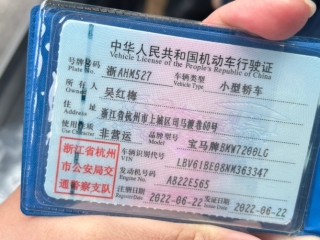 中华人民共和国机动车行驶证
Vehicle License of the People's Republic of China
号牌号码 浙AHM527 车辆类型 小型轿车
Plate No. Vehicle Type
所有人 吴红梅
Owner
住址 浙江省杭州市上城区司马渡巷60号
Address
使用性质 非营运 品牌型号 宝马牌BMW7200LG
Use Character Model
浙江省杭州
市公安局交
通警察支队
车辆识别代号 LBV61BE08NM363347
VIN
发动机号码 A822E565
Engine No.
注册日期 2022-06-22 发证日期 2022-06-22
Register Date Issue Date